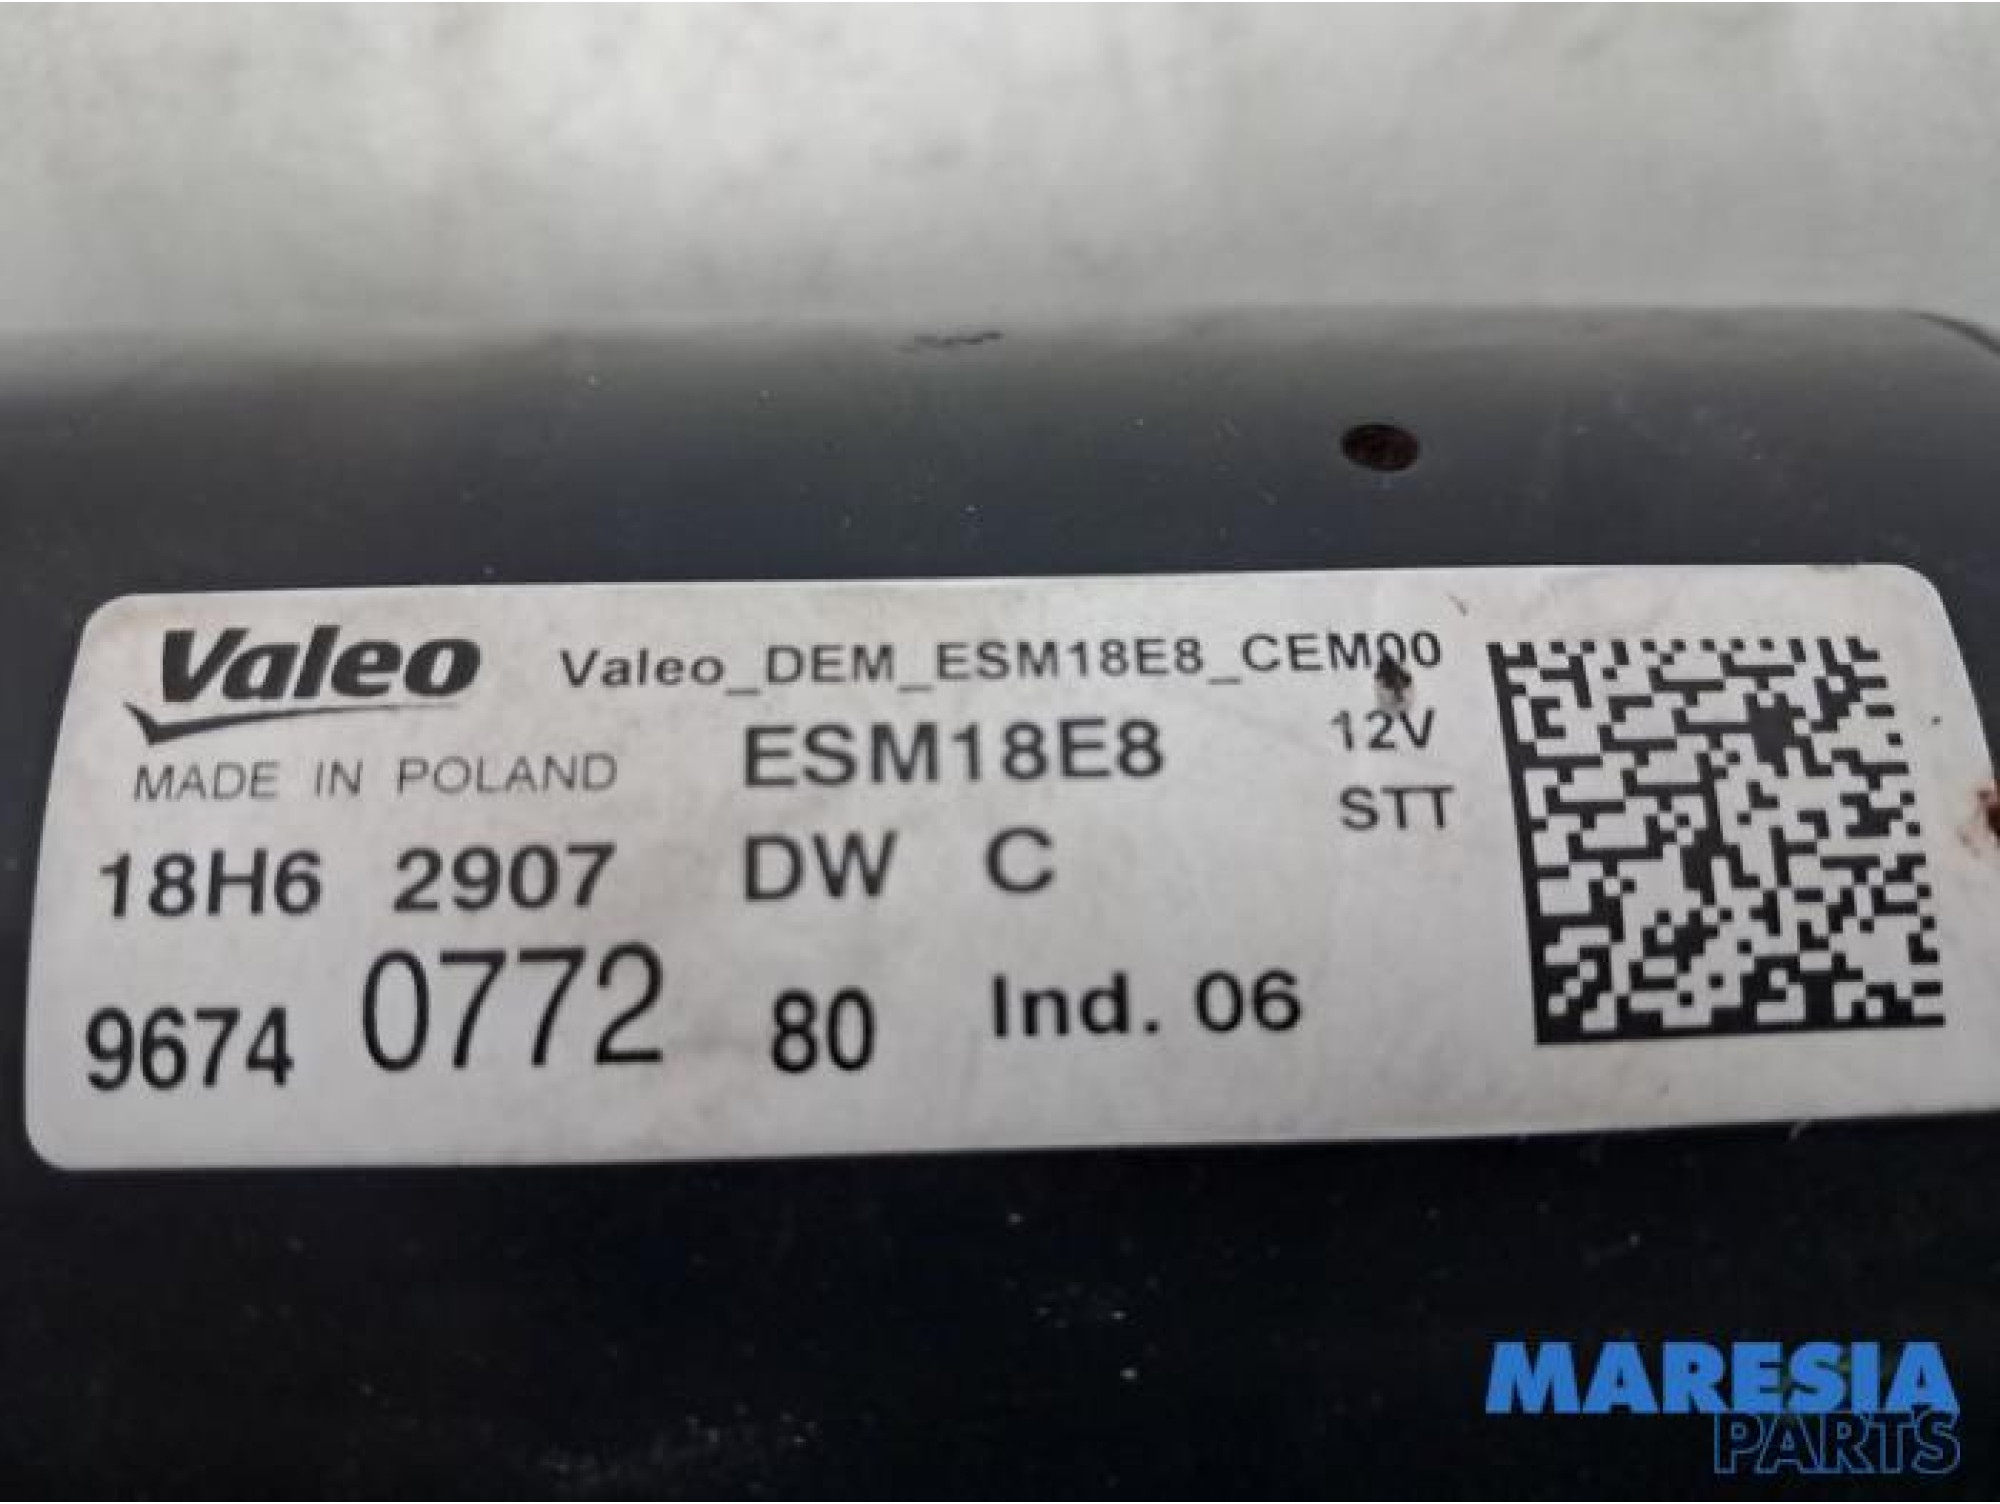 Valeo Valeo_DEM_ESM18E8_CEM00
MADE IN POLAND ESM18E8 12V
STT
18H6 2907 DW C
9674 0772 80 Ind. 06
MARESIA
PARTS